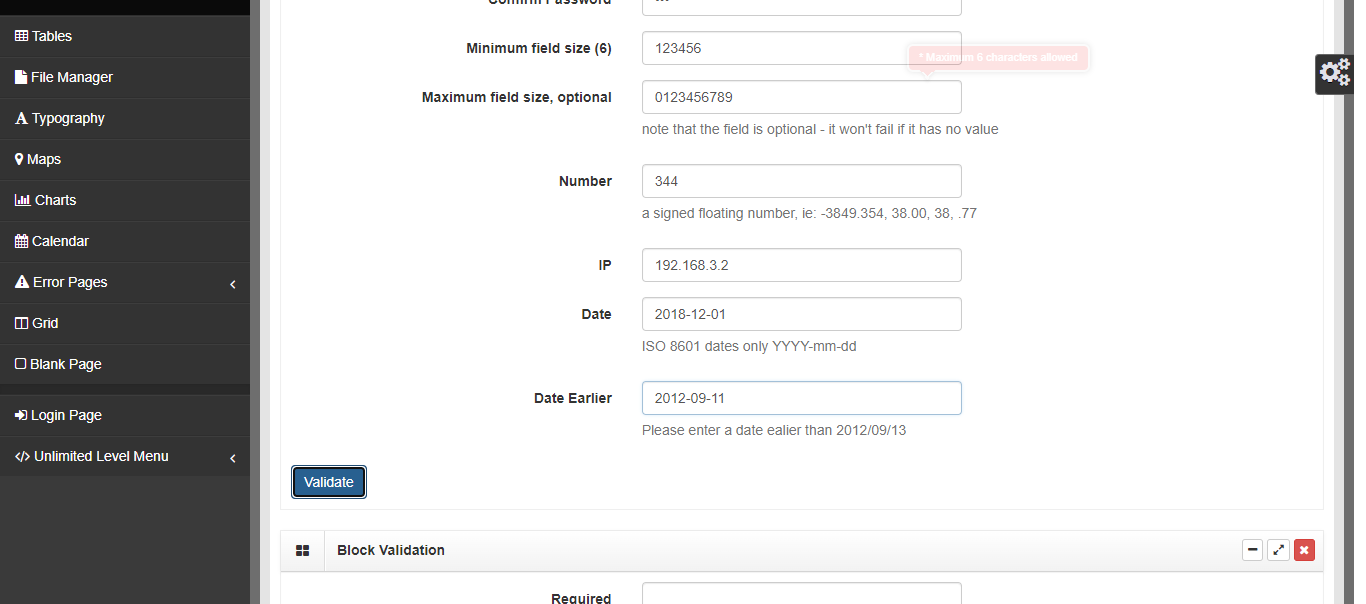 Tables
File Manager
Typography
Maps
Charts
Calendar
Error Pages
Grid
Blank Page
Login Page
Unlimited Level Menu
Confirm Password
Minimum field size (6)
123456
* Maximum 6 characters allowed
Maximum field size, optional
0123456789
note that the field is optional - it won't fail if it has no value
Number
344
a signed floating number, ie: -3849.354, 38.00, 38, .77
IP
192.168.3.2
Date
2018-12-01
ISO 8601 dates only YYYY-mm-dd
Date Earlier
2012-09-11
Please enter a date ealier than 2012/09/13
Validate
Block Validation
Required